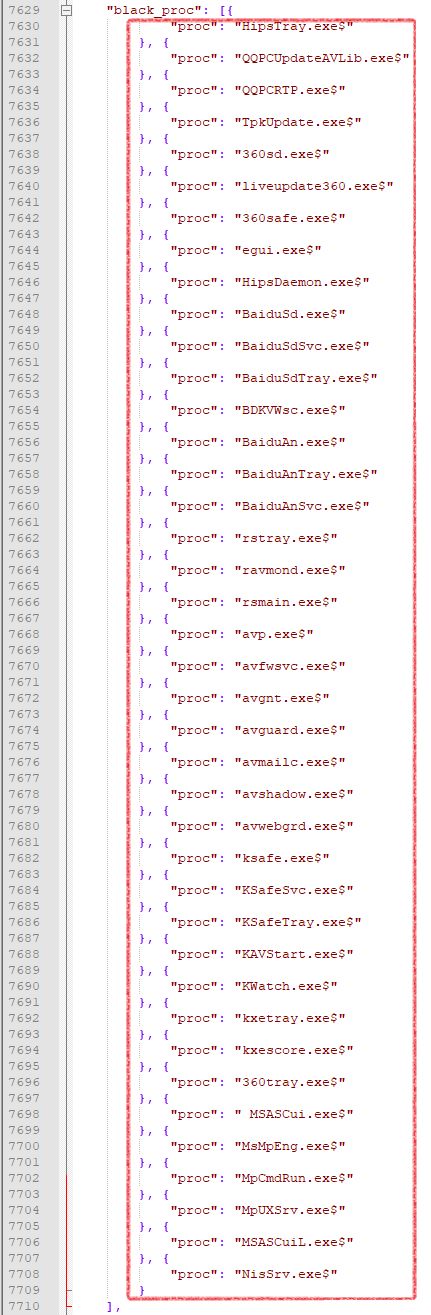 7629 "black_proc": [{
7630 "proc": "HipsTray.exe$"
7631 }, {
7632 "proc": "QQPCUpdateAVLib.exe$"
7633 }, {
7634 "proc": "QQPCRTP.exe$"
7635 }, {
7636 "proc": "TpkUpdate.exe$"
7637 }, {
7638 "proc": "360sd.exe$"
7639 }, {
7640 "proc": "liveupdate360.exe$"
7641 }, {
7642 "proc": "360safe.exe$"
7643 }, {
7644 "proc": "egui.exe$"
7645 }, {
7646 "proc": "HipsDaemon.exe$"
7647 }, {
7648 "proc": "BaiduSd.exe$"
7649 }, {
7650 "proc": "BaiduSdSvc.exe$"
7651 }, {
7652 "proc": "BaiduSdTray.exe$"
7653 }, {
7654 "proc": "BDKVWsc.exe$"
7655 }, {
7656 "proc": "BaiduAn.exe$"
7657 }, {
7658 "proc": "BaiduAnTray.exe$"
7659 }, {
7660 "proc": "BaiduAnSvc.exe$"
7661 }, {
7662 "proc": "rstray.exe$"
7663 }, {
7664 "proc": "ravmond.exe$"
7665 }, {
7666 "proc": "rsmain.exe$"
7667 }, {
7668 "proc": "avp.exe$"
7669 }, {
7670 "proc": "avfwsvc.exe$"
7671 }, {
7672 "proc": "avgnt.exe$"
7673 }, {
7674 "proc": "avguard.exe$"
7675 }, {
7676 "proc": "avmailc.exe$"
7677 }, {
7678 "proc": "avshadow.exe$"
7679 }, {
7680 "proc": "avwebgrd.exe$"
7681 }, {
7682 "proc": "ksafe.exe$"
7683 }, {
7684 "proc": "KSafeSvc.exe$"
7685 }, {
7686 "proc": "KSafeTray.exe$"
7687 }, {
7688 "proc": "KAVStart.exe$"
7689 }, {
7690 "proc": "KWatch.exe$"
7691 }, {
7692 "proc": "kxetray.exe$"
7693 }, {
7694 "proc": "kxescore.exe$"
7695 }, {
7696 "proc": "360tray.exe$"
7697 }, {
7698 "proc": " MSASCui.exe$"
7699 }, {
7700 "proc": "MsMpEng.exe$"
7701 }, {
7702 "proc": "MpCmdRun.exe$"
7703 }, {
7704 "proc": "MpUXSrv.exe$"
7705 }, {
7706 "proc": "MSASCuiL.exe$"
7707 }, {
7708 "proc": "NisSrv.exe$"
7709 }
7710 ],